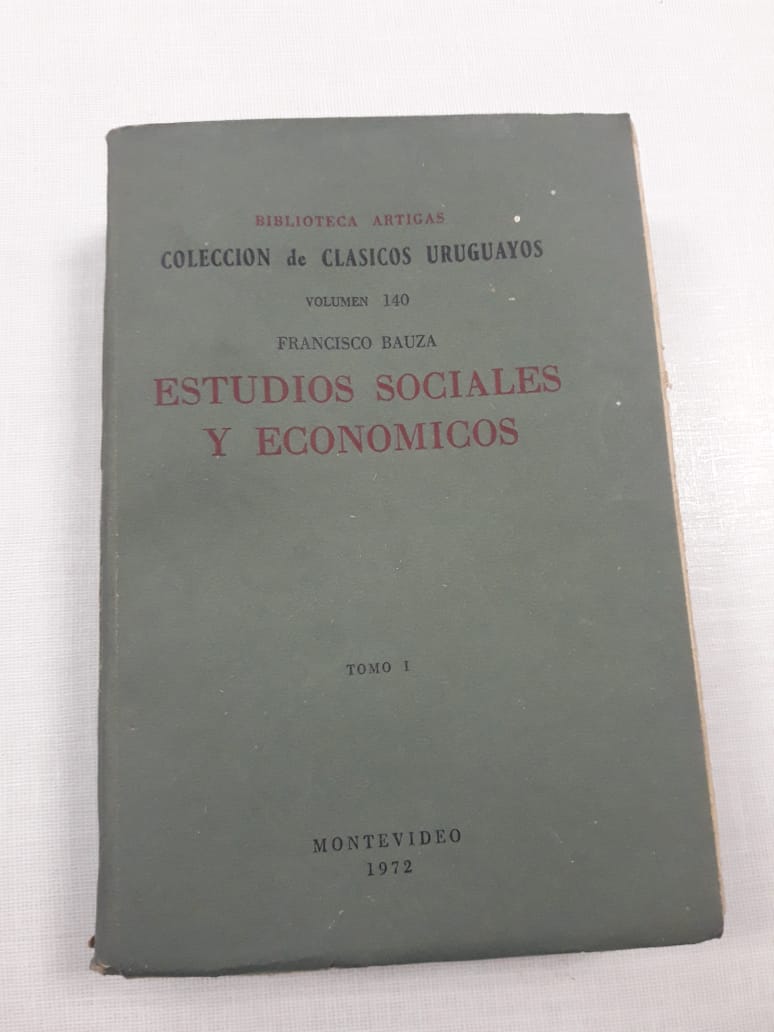 BIBLIOTECA ARTIGAS
COLECCION de CLASICOS URUGUAYOS
VOLUMEN 140
FRANCISCO BAUZA
ESTUDIOS SOCIALES
Y ECONOMICOS
TOMO I
MONTEVIDEO
1972